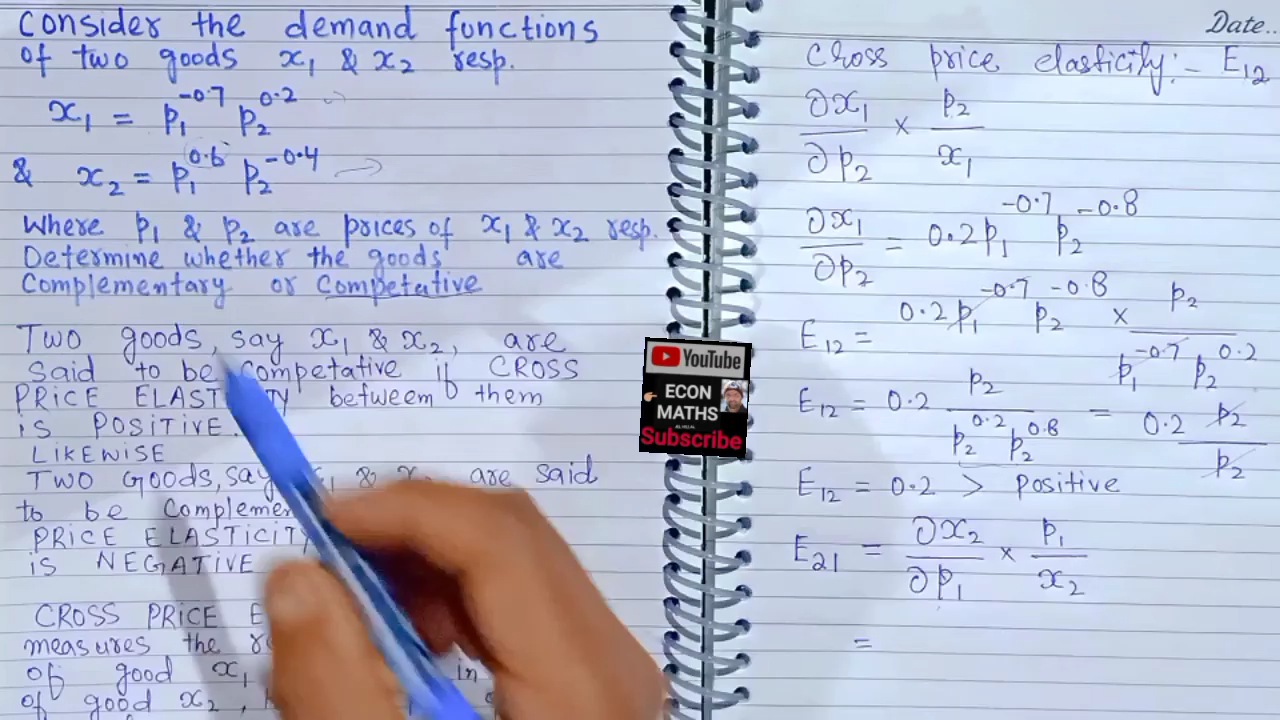 Consider the demand functions
of two goods x₁ & x₂ resp.
x₁ = p₁^-0.7 p₂^0.2
& x₂ = p₁^0.6 p₂^-0.4
Where p₁ & p₂ are prices of x₁ & x₂ resp.
Determine whether the goods are
Complementary or Competative
Two goods, say x₁ & x₂, are
said to be competative if CROSS
PRICE between them
is POSITIVE.
LIKEWISE
TWO GOODS, say & are said
to be
PRICE ELASTICITY
is NEGATIVE
CROSS PRICE E
measures the
of good x₁ in
of good x₂,
Date..
Cross price elasticity:- E₁₂
∂x₁/∂p₂ × p₂/x₁
∂x₁/∂p₂ = 0.2 p₁^-0.7 p₂^-0.8
E₁₂ = 0.2 p₁^-0.7 p₂^-0.8 × p₂/(p₁^-0.7 p₂^0.2)
E₁₂ = 0.2 p₂/(p₂^0.2 p₂^0.8) = 0.2 p₂/p₂
E₁₂ = 0.2 > positive
E₂₁ = ∂x₂/∂p₁ × p₁/x₂
=
YouTube
ECON
MATHS
Subscribe